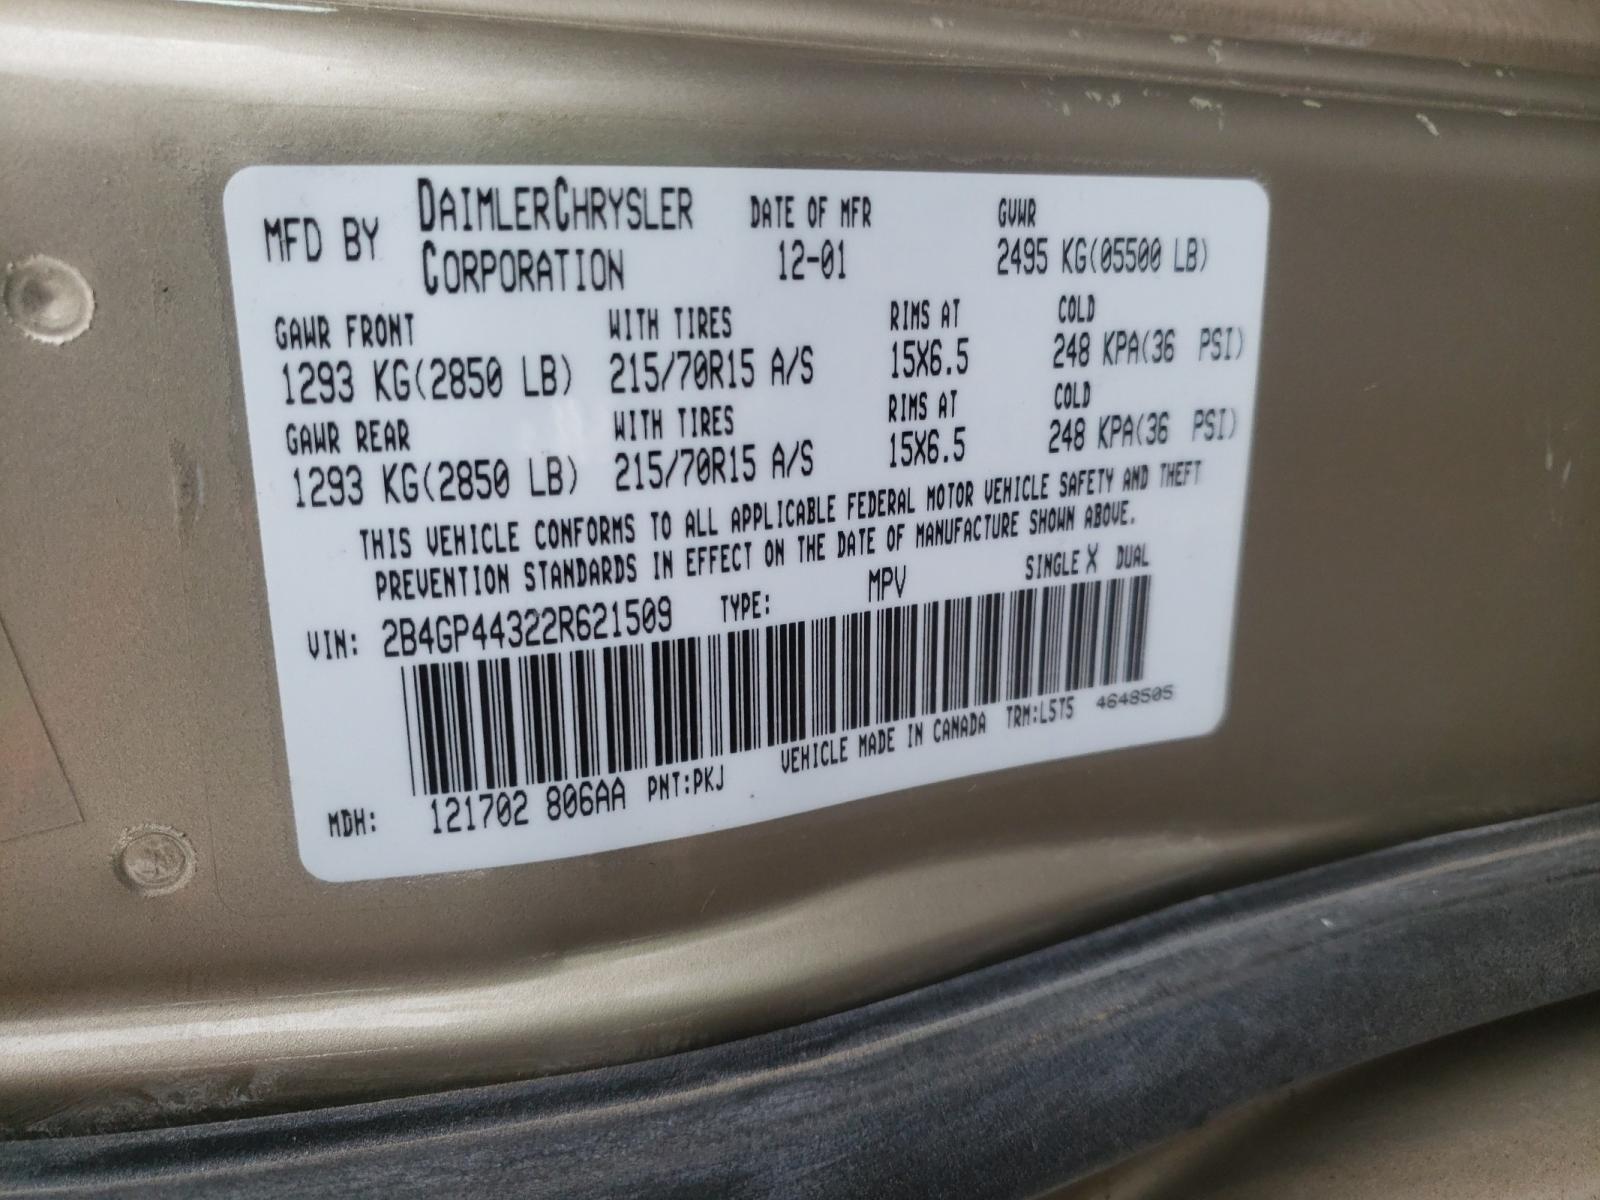 MFD BY DAIMLERCHRYSLER CORPORATION DATE OF MFR 12-01 GVWR 2495 KG(05500 LB)
GAWR FRONT WITH TIRES RIMS AT COLD
1293 KG(2850 LB) 215/70R15 A/S 15X6.5 248 KPA(36 PSI)
GAWR REAR WITH TIRES RIMS AT COLD
1293 KG(2850 LB) 215/70R15 A/S 15X6.5 248 KPA(36 PSI)
THIS VEHICLE CONFORMS TO ALL APPLICABLE FEDERAL MOTOR VEHICLE SAFETY AND THEFT
PREVENTION STANDARDS IN EFFECT ON THE DATE OF MANUFACTURE SHOWN ABOVE.
VIN: 2B4GP44322R621509 TYPE: MPV SINGLE X DUAL
MDH: 121702 806AA PNT:PKJ VEHICLE MADE IN CANADA TRM:L5T5 4648505